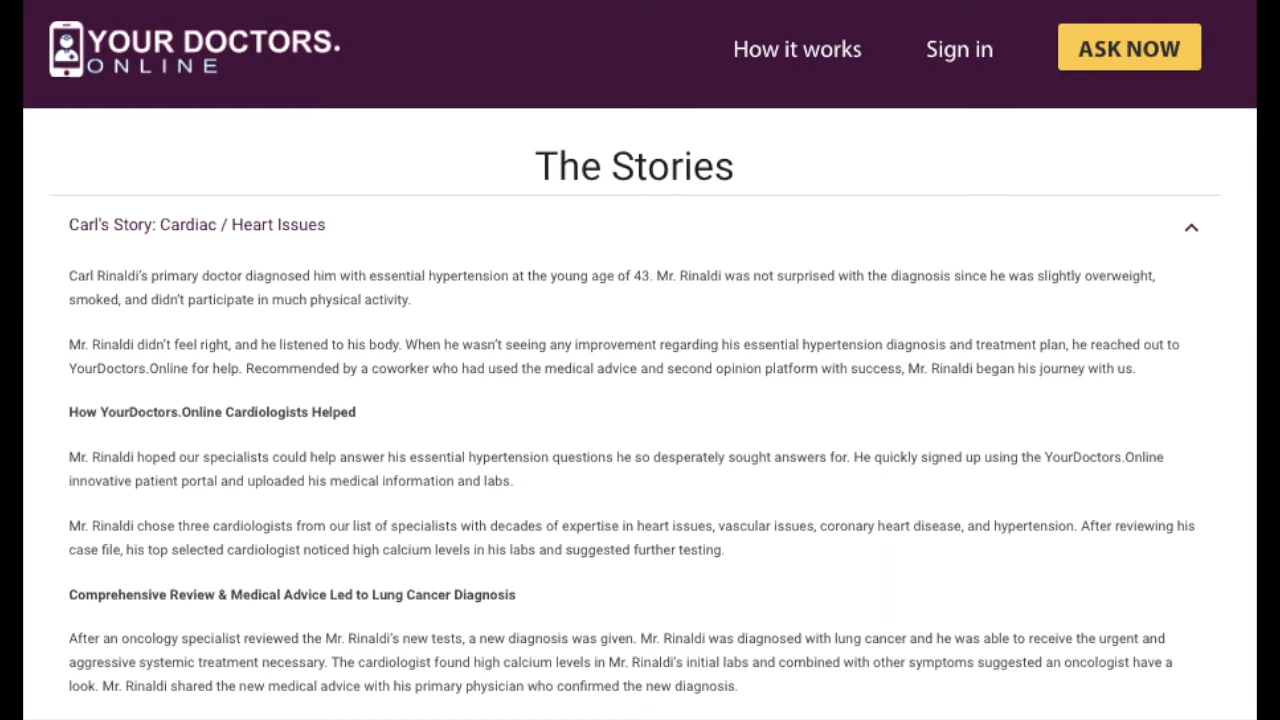 YOUR DOCTORS.
ONLINE
How it works
Sign in
ASK NOW
The Stories
Carl's Story: Cardiac / Heart Issues
Carl Rinaldi's primary doctor diagnosed him with essential hypertension at the young age of 43. Mr. Rinaldi was not surprised with the diagnosis since he was slightly overweight,
smoked, and didn't participate in much physical activity.
Mr. Rinaldi didn't feel right, and he listened to his body. When he wasn't seeing any improvement regarding his essential hypertension diagnosis and treatment plan, he reached out to
YourDoctors.Online for help. Recommended by a coworker who had used the medical advice and second opinion platform with success, Mr. Rinaldi began his journey with us.
How YourDoctors.Online Cardiologists Helped
Mr. Rinaldi hoped our specialists could help answer his essential hypertension questions he so desperately sought answers for. He quickly signed up using the YourDoctors.Online
innovative patient portal and uploaded his medical information and labs.
Mr. Rinaldi chose three cardiologists from our list of specialists with decades of expertise in heart issues, vascular issues, coronary heart disease, and hypertension. After reviewing his
case file, his top selected cardiologist noticed high calcium levels in his labs and suggested further testing.
Comprehensive Review & Medical Advice Led to Lung Cancer Diagnosis
After an oncology specialist reviewed the Mr. Rinaldi's new tests, a new diagnosis was given. Mr. Rinaldi was diagnosed with lung cancer and he was able to receive the urgent and
aggressive systemic treatment necessary. The cardiologist found high calcium levels in Mr. Rinaldi's initial labs and combined with other symptoms suggested an oncologist have a
look. Mr. Rinaldi shared the new medical advice with his primary physician who confirmed the new diagnosis.